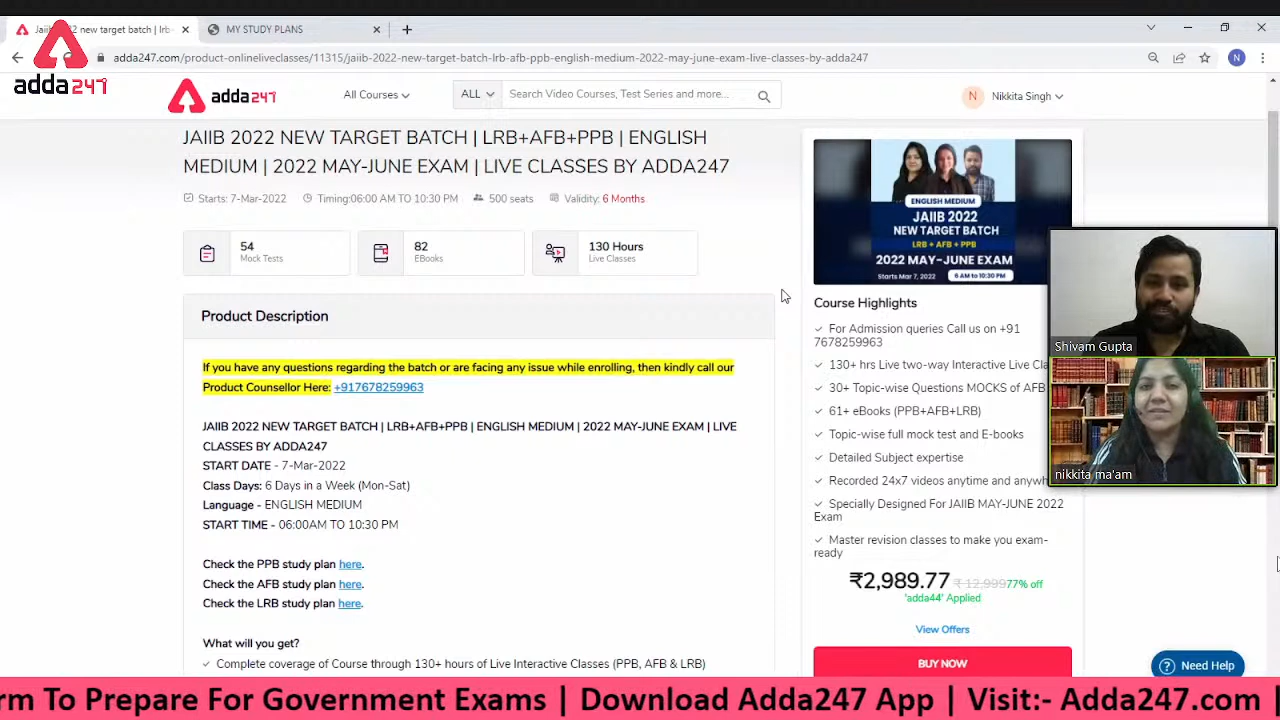 Jaiib 2022 new target batch | lrb-
MY STUDY PLANS
adda247.com/product-onlineliveclasses/11315/jaiib-2022-new-target-batch-lrb-afb-ppb-english-medium-2022-may-june-exam-live-classes-by-adda247
N
adda247
adda247
All Courses
ALL
Search Video Courses, Test Series and more...
N
Nikkita Singh
JAIIB 2022 NEW TARGET BATCH | LRB+AFB+PPB | ENGLISH
MEDIUM | 2022 MAY-JUNE EXAM | LIVE CLASSES BY ADDA247
Starts: 7-Mar-2022 Timing:06:00 AM TO 10:30 PM 500 seats Validity: 6 Months
54
Mock Tests
82
EBooks
130 Hours
Live Classes
Product Description
If you have any questions regarding the batch or are facing any issue while enrolling, then kindly call our
Product Counsellor Here: +917678259963
JAIIB 2022 NEW TARGET BATCH | LRB+AFB+PPB | ENGLISH MEDIUM | 2022 MAY-JUNE EXAM | LIVE
CLASSES BY ADDA247
START DATE - 7-Mar-2022
Class Days: 6 Days in a Week (Mon-Sat)
Language - ENGLISH MEDIUM
START TIME - 06:00AM TO 10:30 PM
Check the PPB study plan here.
Check the AFB study plan here.
Check the LRB study plan here.
What will you get?
Complete coverage of Course through 130+ hours of Live Interactive Classes (PPB, AFB & LRB)
ENGLISH MEDIUM
JAIIB 2022
NEW TARGET BATCH
LRB + AFB + PPB
2022 MAY-JUNE EXAM
Starts Mar 7, 2022 6 AM to 10:30 PM
Course Highlights
For Admission queries Call us on +91
7678259963
130+ hrs Live two-way Interactive Live Cla
30+ Topic-wise Questions MOCKS of AFB
61+ eBooks (PPB+AFB+LRB)
Topic-wise full mock test and E-books
Detailed Subject expertise
Recorded 24x7 videos anytime and anywh
Specially Designed For JAIIB MAY-JUNE 2022
Exam
Master revision classes to make you exam-
ready
₹2,989.77 ₹ 12,999 77% off
'adda44' Applied
View Offers
BUY NOW
Shivam Gupta
nikkita ma'am
Need Help
rm To Prepare For Government Exams | Download Adda247 App | Visit:- Adda247.com |